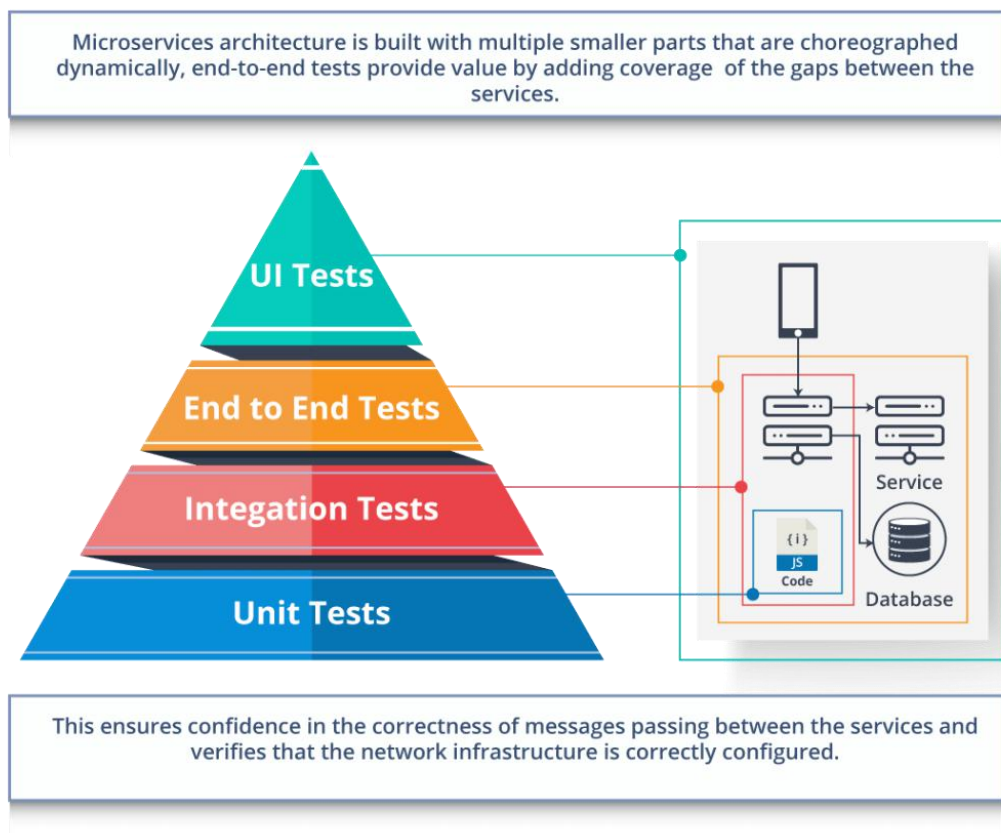 Microservices architecture is built with multiple smaller parts that are choreographed
dynamically, end-to-end tests provide value by adding coverage of the gaps between the
services.
UI Tests
End to End Tests
Integation Tests
Unit Tests
Service
{i}
JS
Code
Database
This ensures confidence in the correctness of messages passing between the services and
verifies that the network infrastructure is correctly configured.